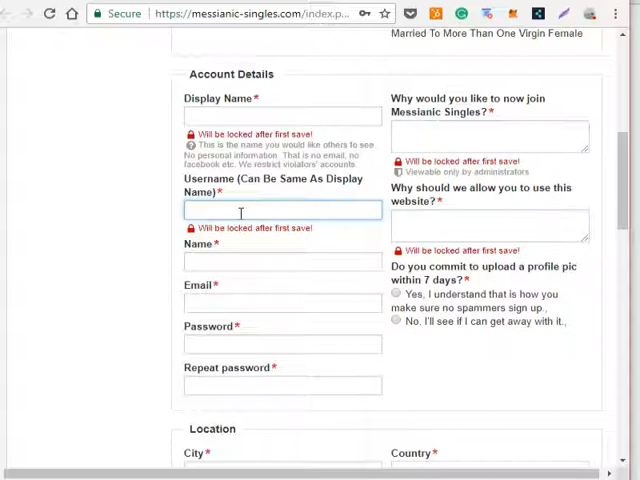 Secure https://messianic-singles.com/index.p...
Married To More Than One Virgin Female
Account Details
Display Name*
Will be locked after first save!
This is the name you would like others to see.
No personal information. That is no email, no
facebook etc. We restrict violators' accounts.
Username (Can Be Same As Display
Name)*
Will be locked after first save!
Name*
Email*
Password*
Repeat password*
Why would you like to now join
Messianic Singles?*
Will be locked after first save!
Viewable only by administrators
Why should we allow you to use this
website?*
Will be locked after first save!
Do you commit to upload a profile pic
within 7 days?*
Yes, I understand that is how you
make sure no spammers sign up.,
No, I'll see if I can get away with it.,
Location
City*
Country*